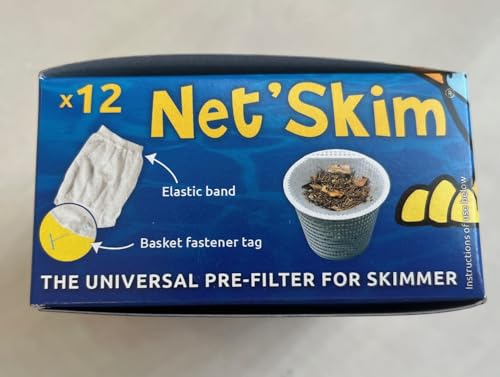 x12
Net'Skim®
Elastic band
Basket fastener tag
THE UNIVERSAL PRE-FILTER FOR SKIMMER
Instructions of use below